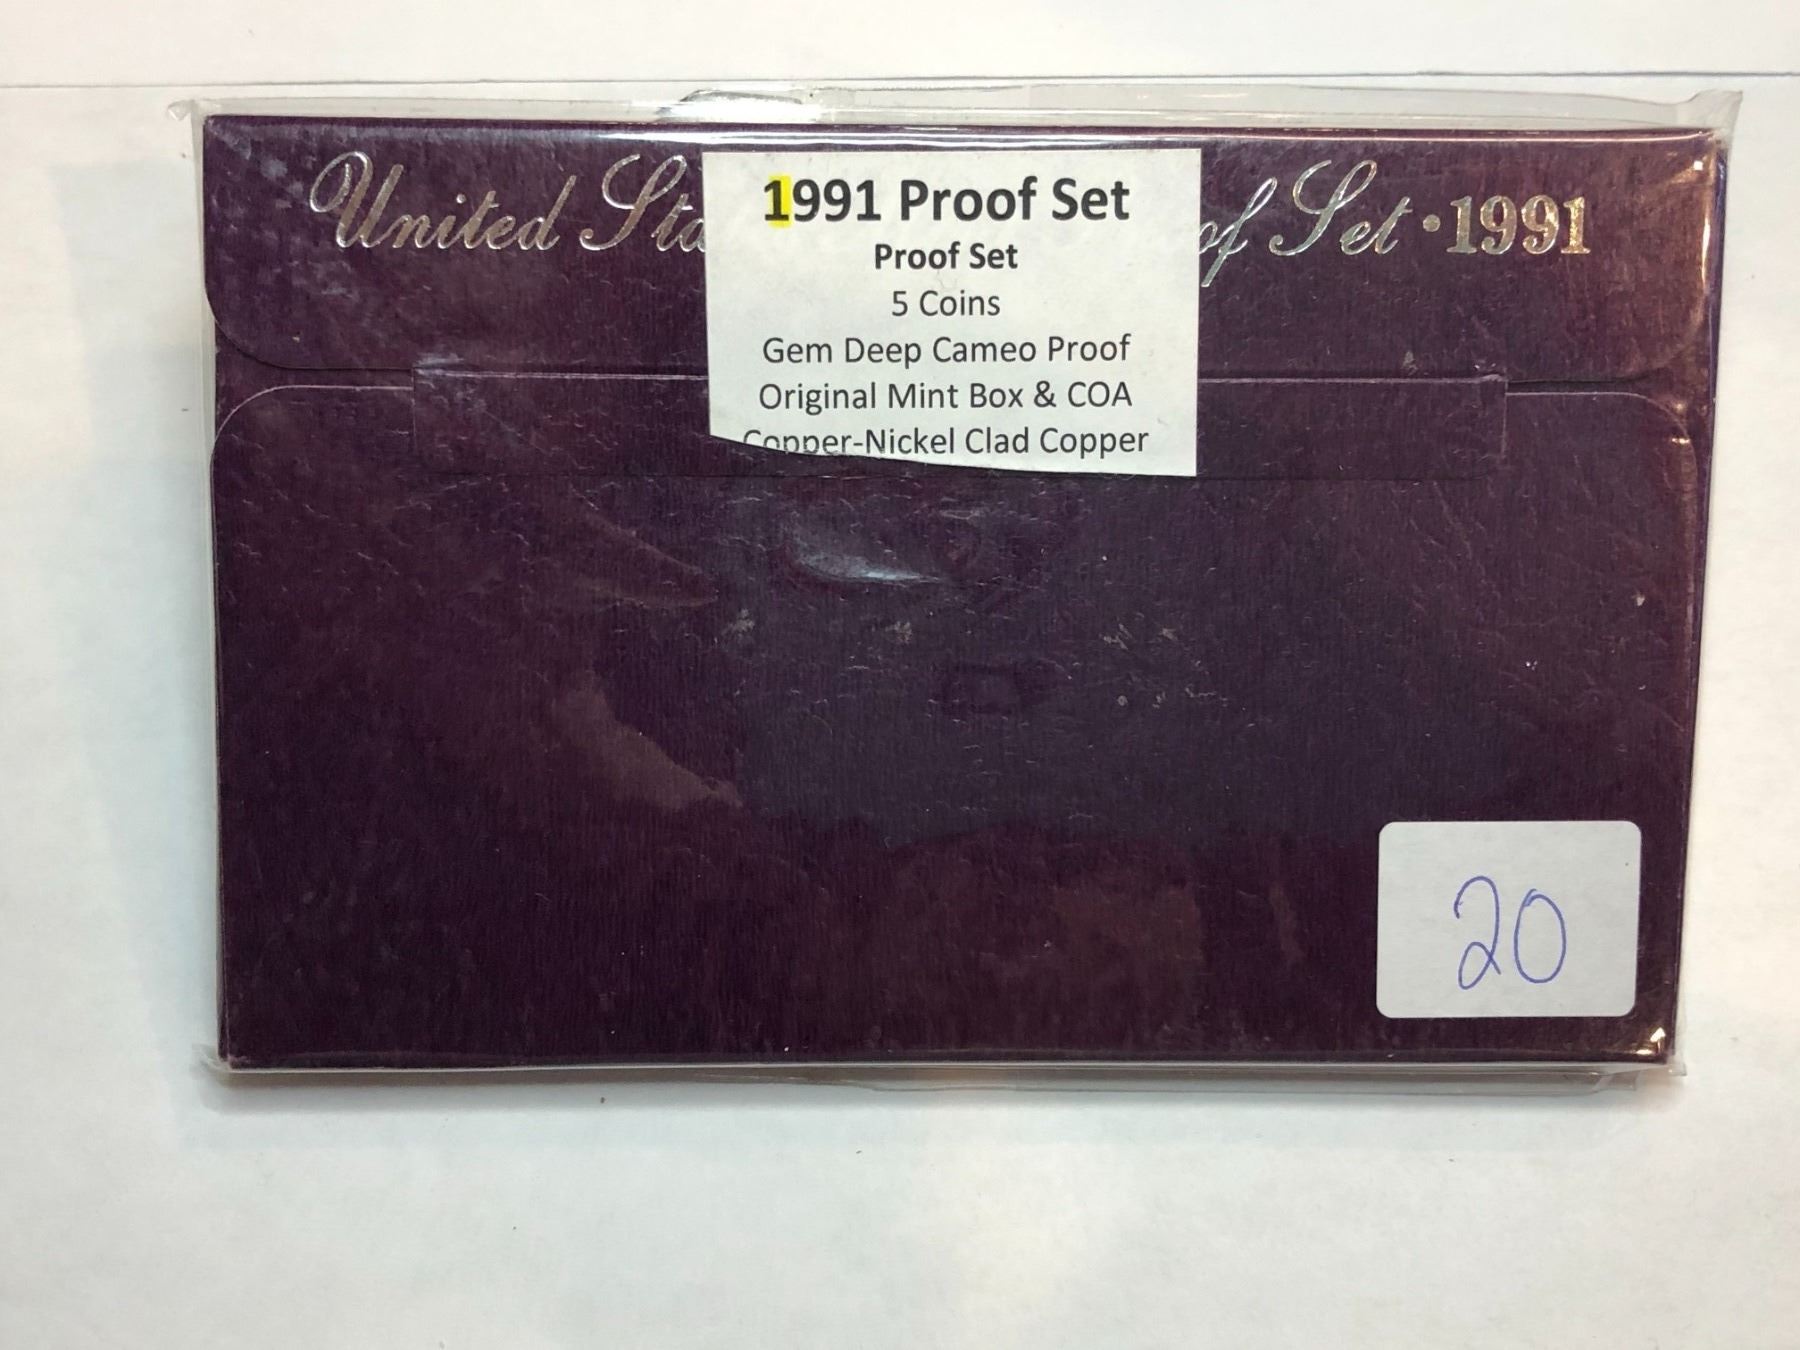 United Sta of Set · 1991
1991 Proof Set
Proof Set
5 Coins
Gem Deep Cameo Proof
Original Mint Box & COA
Copper-Nickel Clad Copper
20